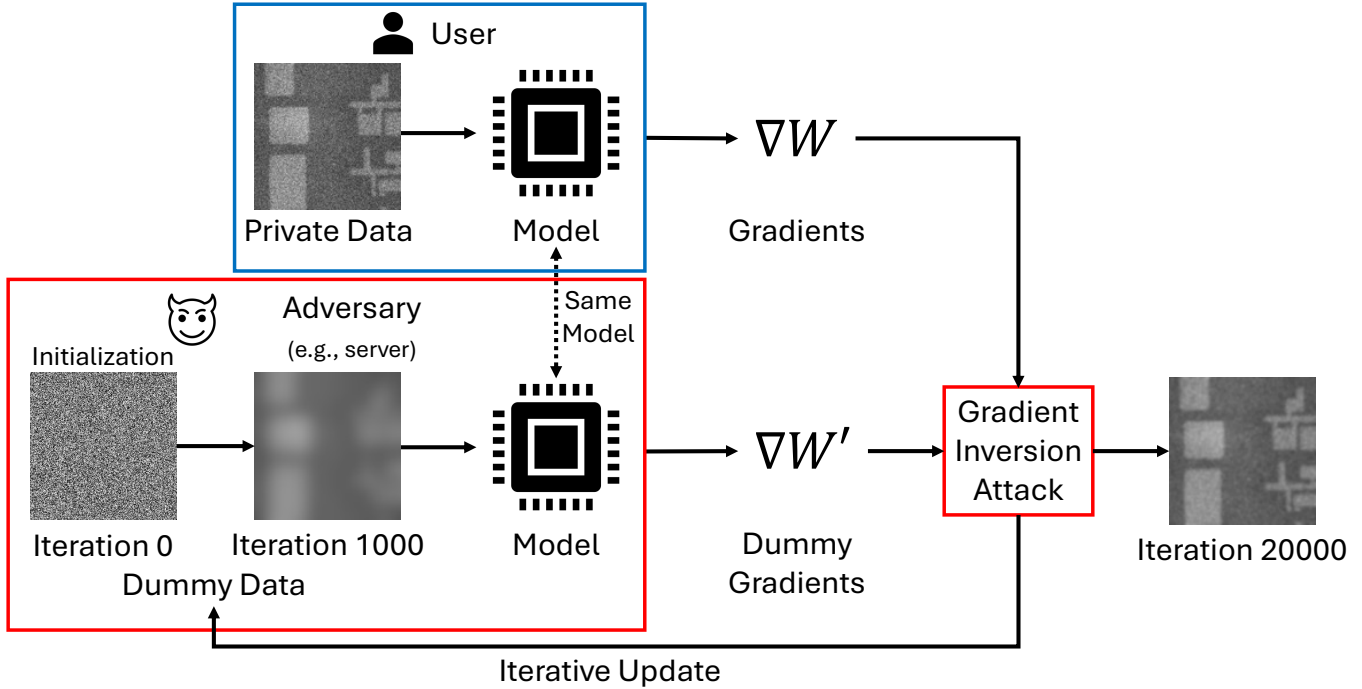 User
Private Data
Model
∇W
Gradients
Adversary
(e.g., server)
Same
Model
Initialization
Iteration 0
Iteration 1000
Dummy Data
Model
∇W′
Dummy
Gradients
Gradient
Inversion
Attack
Iteration 20000
Iterative Update